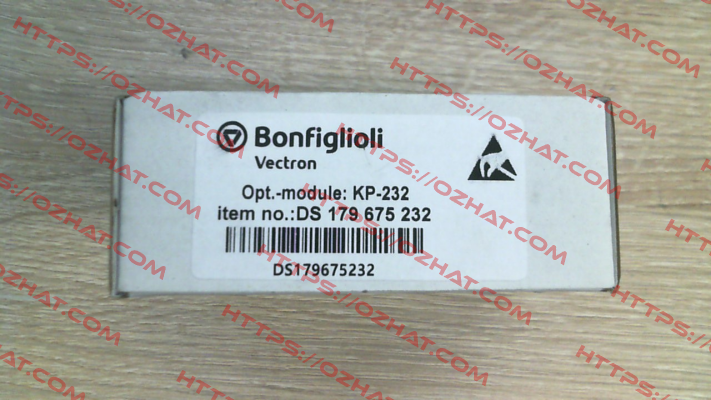 Bonfiglioli
Vectron
Opt.-module: KP-232
item no.:DS 179 675 232
DS179675232
HTTPS://OZHAT.COM